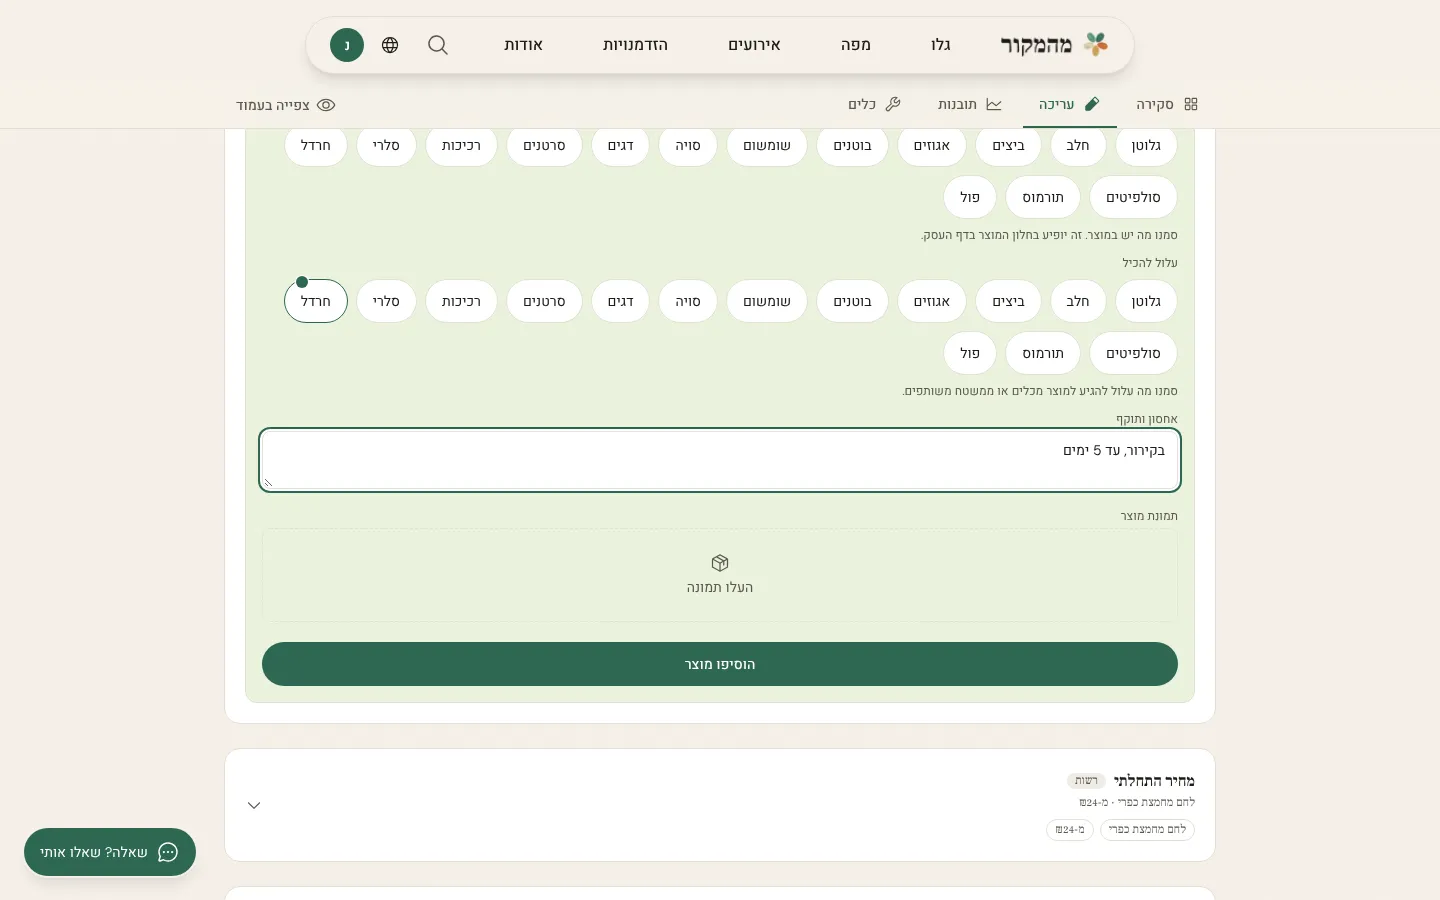 מהמקור
גלו
מפה
אירועים
הזדמנויות
אודות
נ
סקירה
עריכה
תובנות
כלים
צפייה בעמוד
גלוטן חלב ביצים אגוזים בוטנים שומשום סויה דגים סרטנים רכיכות סלרי חרדל
סולפיטים תורמוס פול
סמנו מה יש במוצר. זה יופיע בחלון המוצר בדף העסק.
עלול להכיל
גלוטן חלב ביצים אגוזים בוטנים שומשום סויה דגים סרטנים רכיכות סלרי חרדל
סולפיטים תורמוס פול
סמנו מה עלול להגיע למוצר מכלים או ממשטח משותפים.
אחסון ותוקף
בקירור, עד 5 ימים
תמונת מוצר
העלו תמונה
הוסיפו מוצר
מחיר התחלתי רשות
לחם מחמצת כפרי · מ-₪24
לחם מחמצת כפרי מ-₪24
שאלה? שאלו אותי